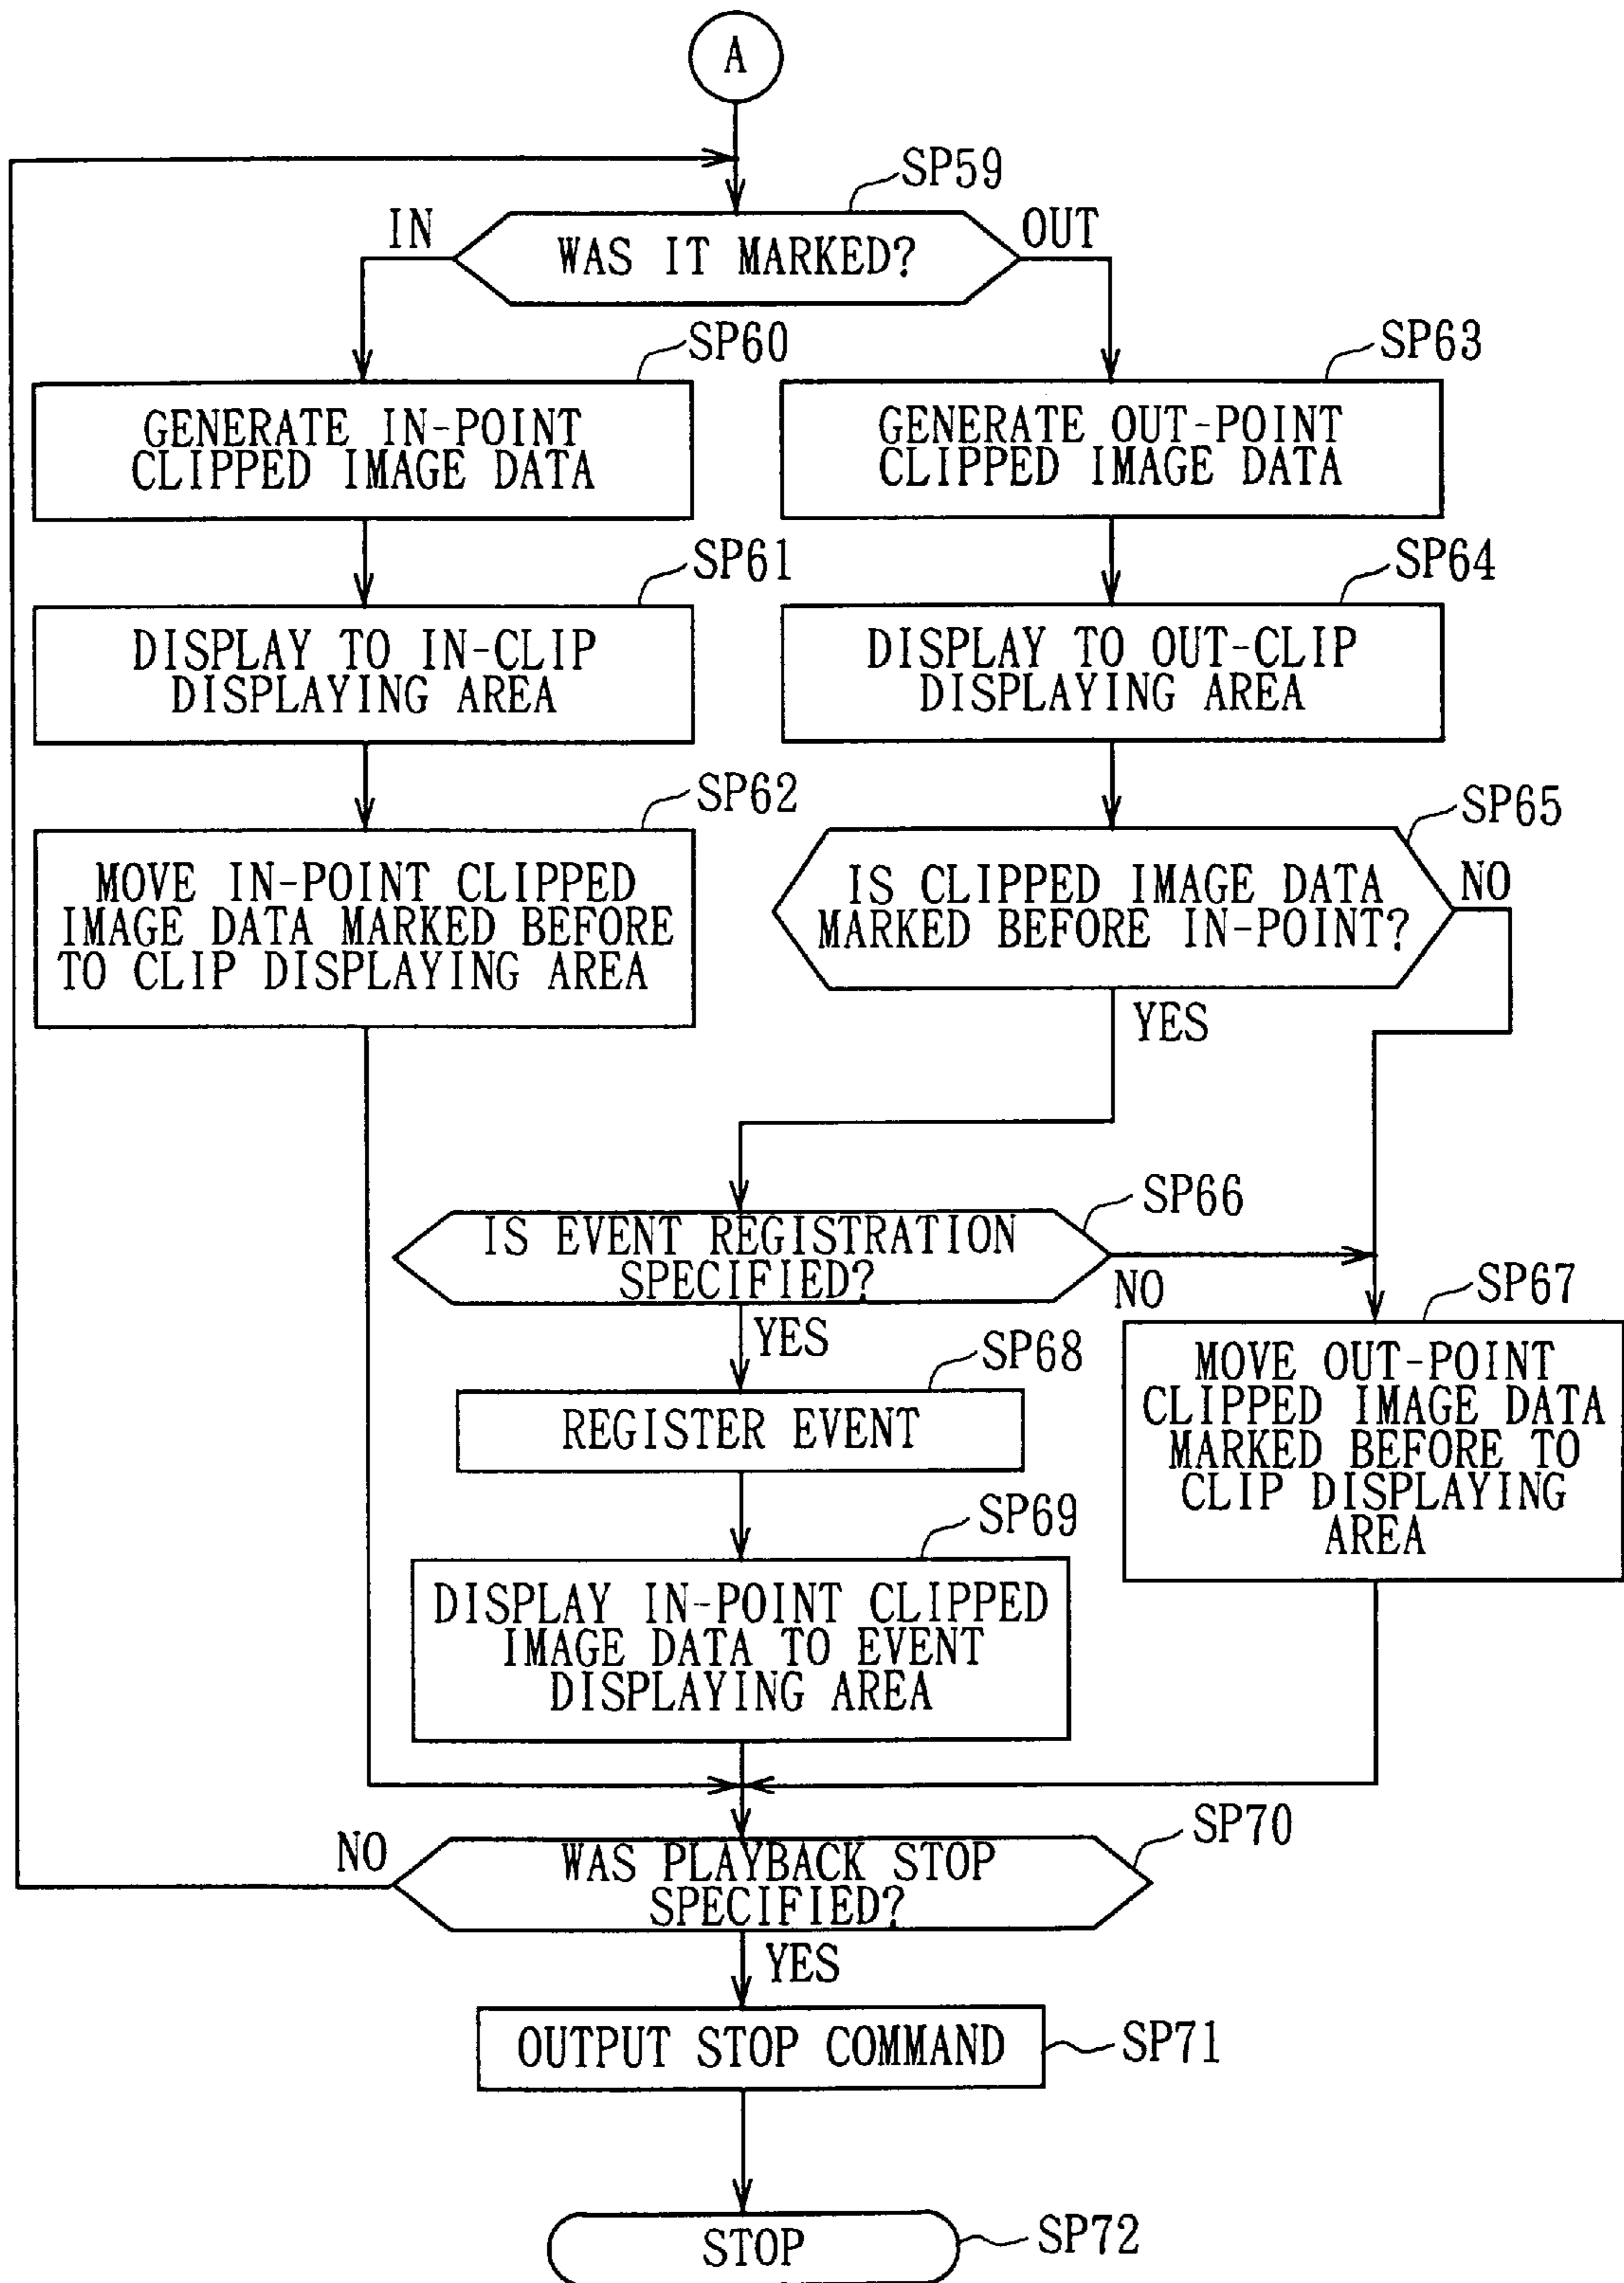 A
SP59
IN
OUT
WAS IT MARKED?
SP60
GENERATE IN-POINT
CLIPPED IMAGE DATA
SP63
GENERATE OUT-POINT
CLIPPED IMAGE DATA
SP61
DISPLAY TO IN-CLIP
DISPLAYING AREA
SP64
DISPLAY TO OUT-CLIP
DISPLAYING AREA
SP62
MOVE IN-POINT CLIPPED
IMAGE DATA MARKED BEFORE
TO CLIP DISPLAYING AREA
SP65
IS CLIPPED IMAGE DATA
MARKED BEFORE IN-POINT?
NO
YES
SP66
IS EVENT REGISTRATION
SPECIFIED?
NO
YES
SP67
MOVE OUT-POINT
CLIPPED IMAGE DATA
MARKED BEFORE TO
CLIP DISPLAYING
AREA
SP68
REGISTER EVENT
SP69
DISPLAY IN-POINT CLIPPED
IMAGE DATA TO EVENT
DISPLAYING AREA
SP70
NO
WAS PLAYBACK STOP
SPECIFIED?
YES
OUTPUT STOP COMMAND
SP71
STOP
SP72